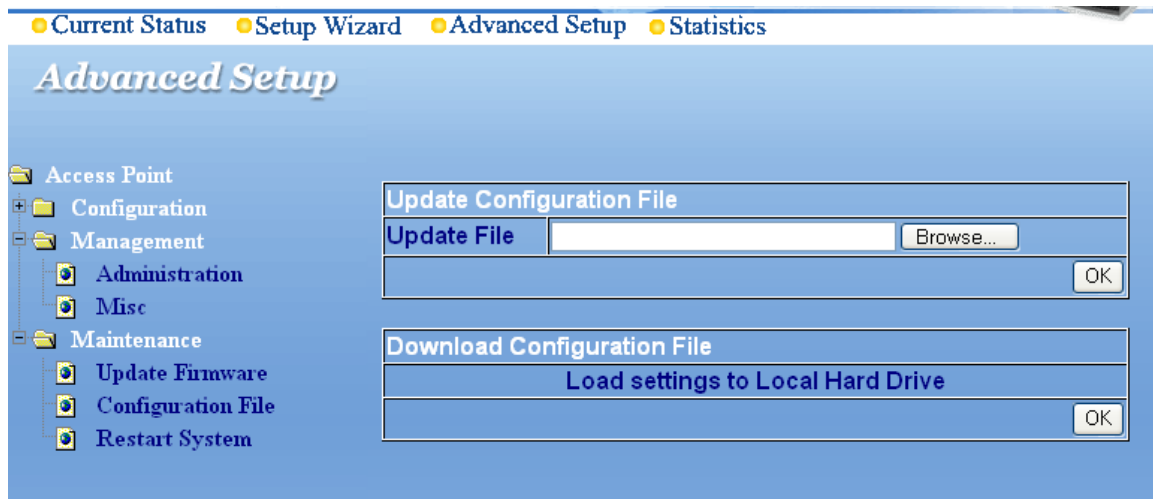 Current Status Setup Wizard Advanced Setup Statistics
Advanced Setup
Access Point
Configuration
Management
Administration
Misc
Maintenance
Update Firmware
Configuration File
Restart System
Update Configuration File
Update File Browse...
OK
Download Configuration File
Load settings to Local Hard Drive
OK